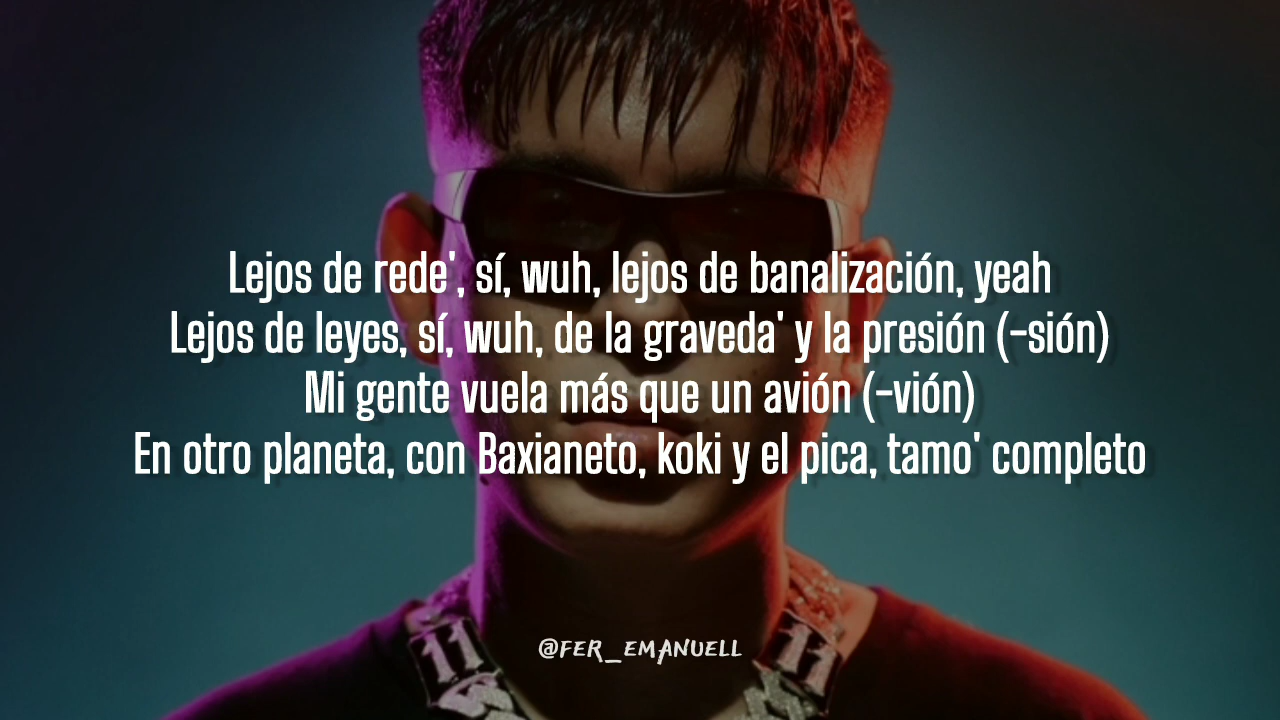 Lejos de rede', sí, wuh, lejos de banalización, yeah
Lejos de leyes, sí, wuh, de la graveda' y la presión (-sión)
Mi gente vuela más que un avión (-vión)
En otro planeta, con Baxianeto, koki y el pica, tamo' completo
@FER_EMANUELL
11 11